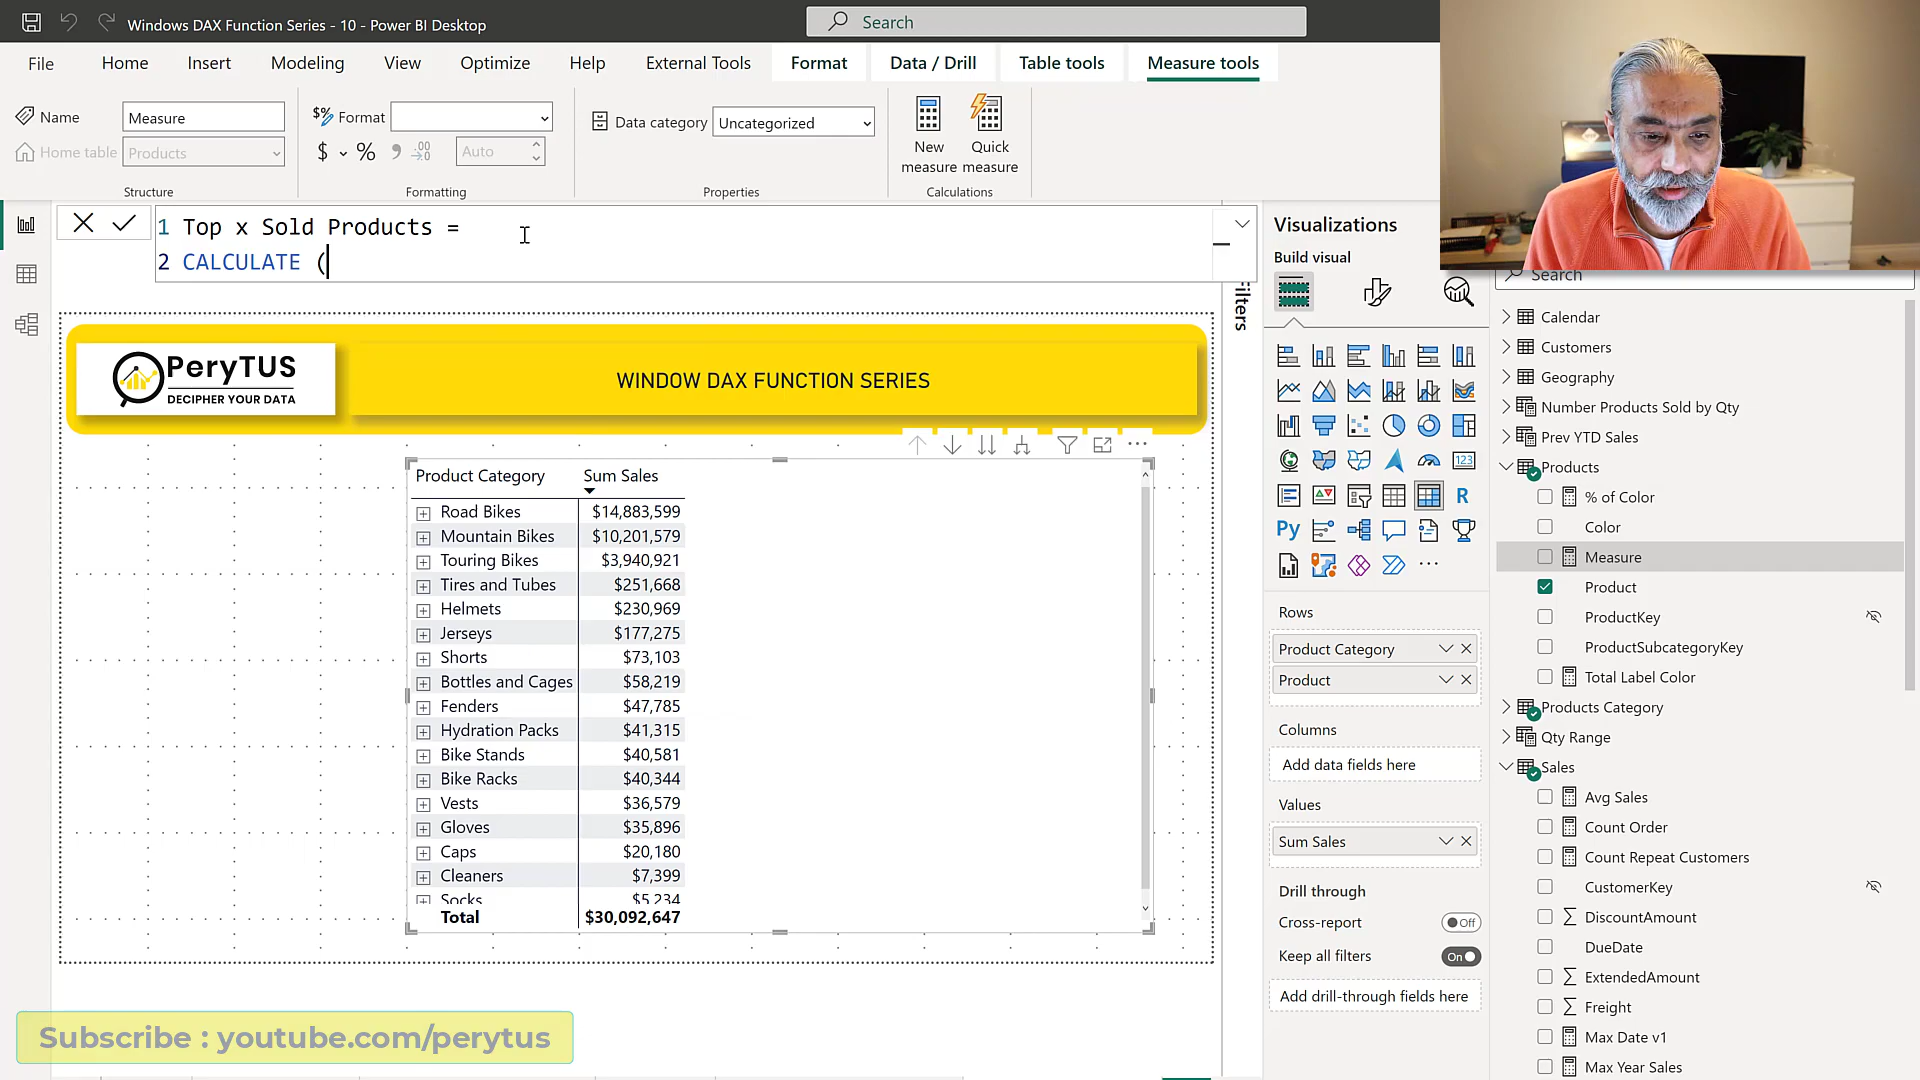 Windows DAX Function Series - 10 - Power BI Desktop
Search
File
Home
Insert
Modeling
View
Optimize
Help
External Tools
Format
Data / Drill
Table tools
Measure tools
Name
Measure
Home table
Products
Structure
Format
$ % Auto
Formatting
Data category
Uncategorized
Properties
New measure
Quick measure
Calculations
1 Top x Sold Products =
2 CALCULATE (
PeryTUS
DECIPHER YOUR DATA
WINDOW DAX FUNCTION SERIES
Product Category Sum Sales
Road Bikes $14,883,599
Mountain Bikes $10,201,579
Touring Bikes $3,940,921
Tires and Tubes $251,668
Helmets $230,969
Jerseys $177,275
Shorts $73,103
Bottles and Cages $58,219
Fenders $47,785
Hydration Packs $41,315
Bike Stands $40,581
Bike Racks $40,344
Vests $36,579
Gloves $35,896
Caps $20,180
Cleaners $7,399
Socks $5,234
Total $30,092,647
Subscribe : youtube.com/perytus
Filters
Visualizations
Build visual
123
R
Py
Rows
Product Category
Product
Columns
Add data fields here
Values
Sum Sales
Drill through
Cross-report
Off
Keep all filters
On
Add drill-through fields here
Search
Calendar
Customers
Geography
Number Products Sold by Qty
Prev YTD Sales
Products
% of Color
Color
Measure
Product
ProductKey
ProductSubcategoryKey
Total Label Color
Products Category
Qty Range
Sales
Avg Sales
Count Order
Count Repeat Customers
CustomerKey
DiscountAmount
DueDate
ExtendedAmount
Freight
Max Date v1
Max Year Sales